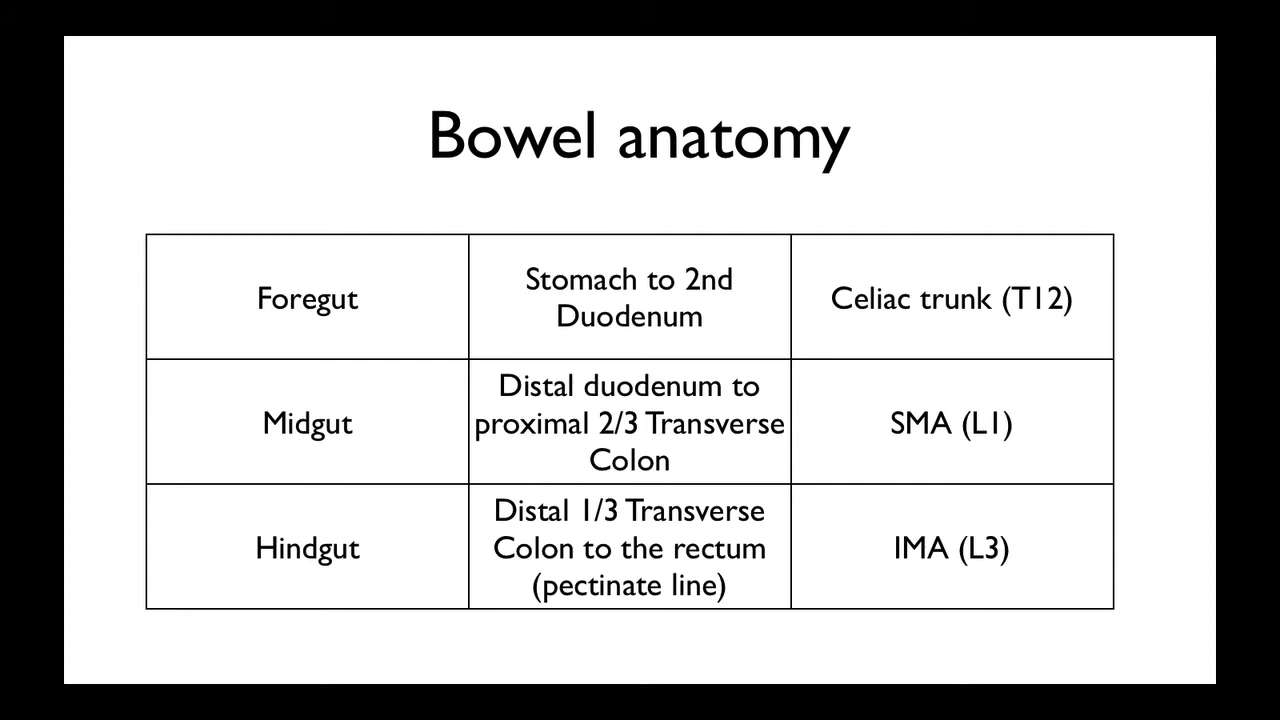 Bowel anatomy
Foregut
Stomach to 2nd
Duodenum
Celiac trunk (T12)
Midgut
Distal duodenum to
proximal 2/3 Transverse
Colon
SMA (L1)
Hindgut
Distal 1/3 Transverse
Colon to the rectum
(pectinate line)
IMA (L3)